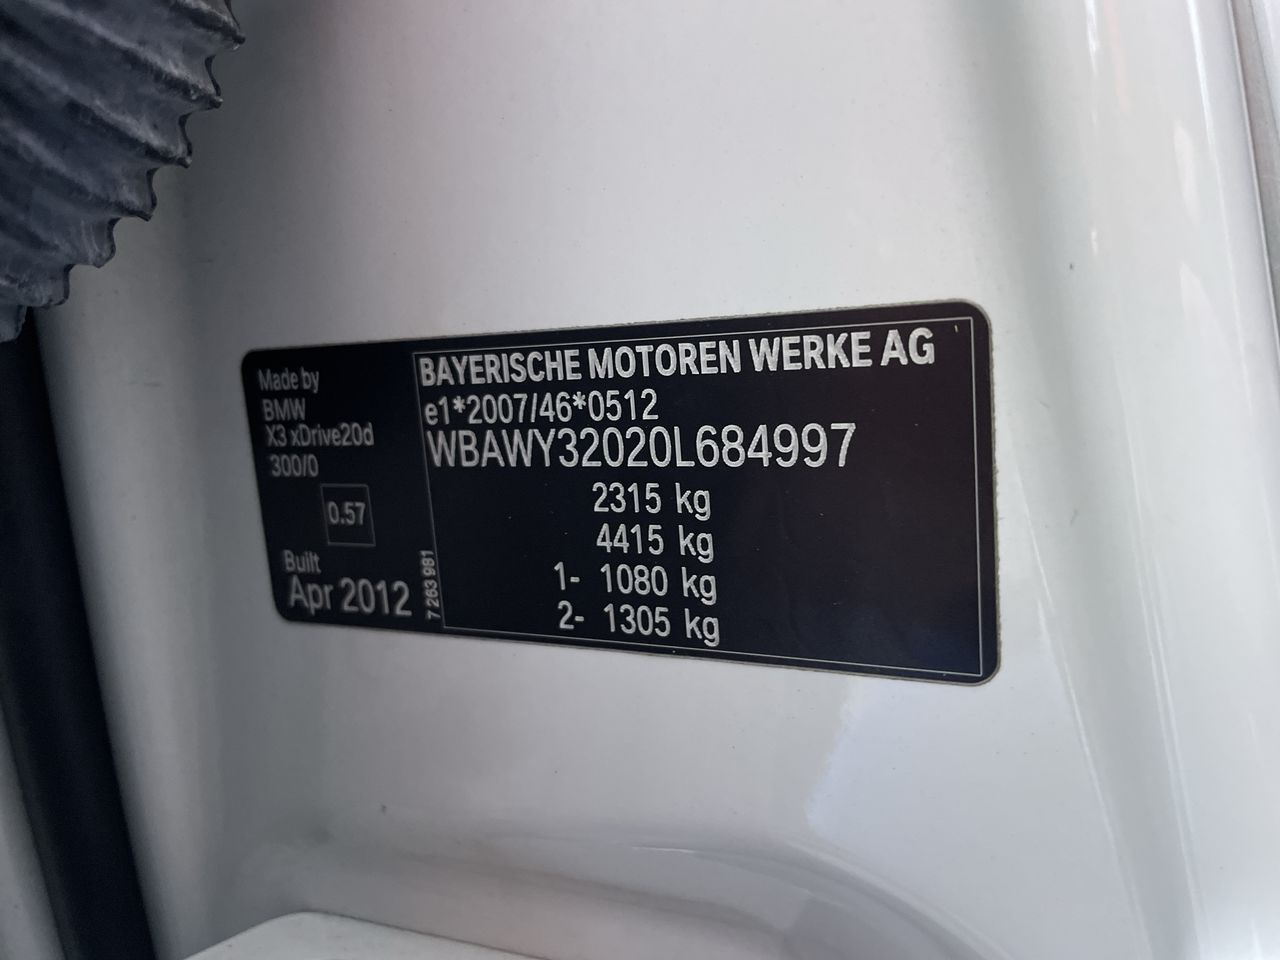 Made by
BMW
X3 xDrive20d
300/0
0.57
Built
Apr 2012
7 263 981
BAYERISCHE MOTOREN WERKE AG
e1*2007/46*0512
WBAWY32020L684997
2315 kg
4415 kg
1- 1080 kg
2- 1305 kg